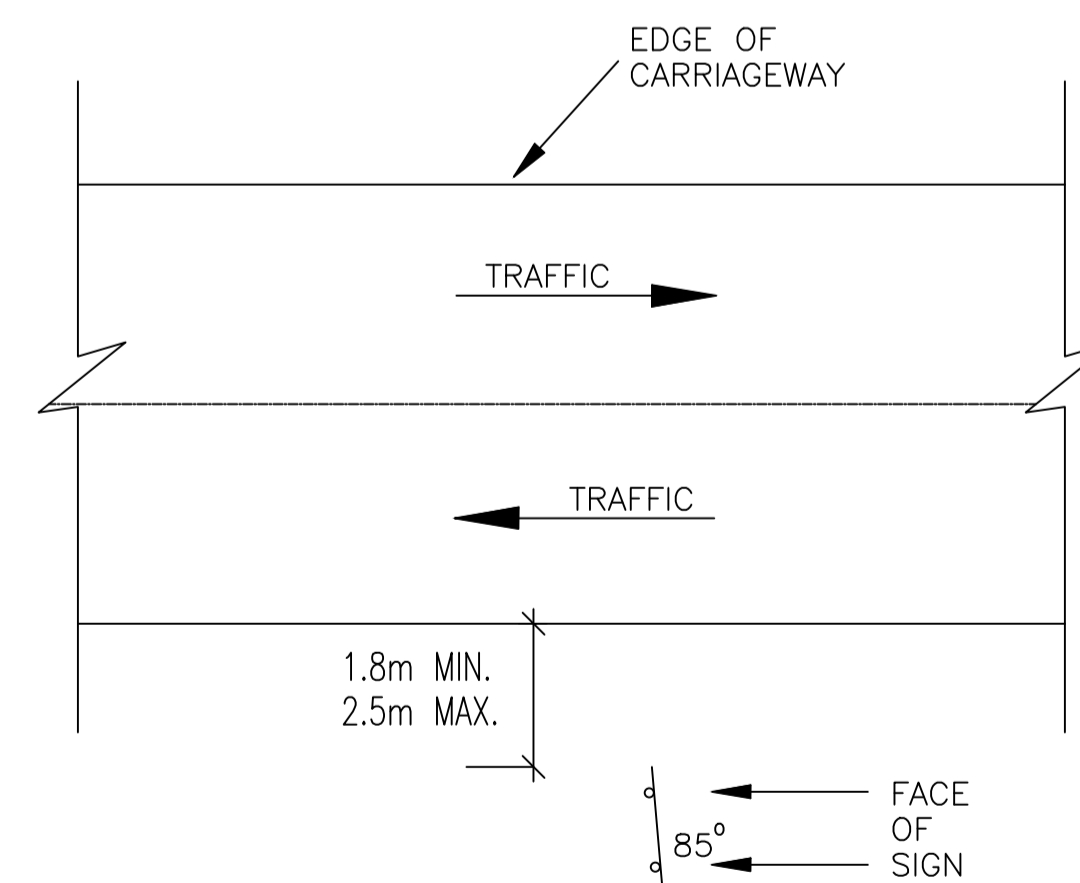 EDGE OF
CARRIAGEWAY
TRAFFIC
TRAFFIC
1.8m MIN.
2.5m MAX.
85°
FACE
OF
SIGN